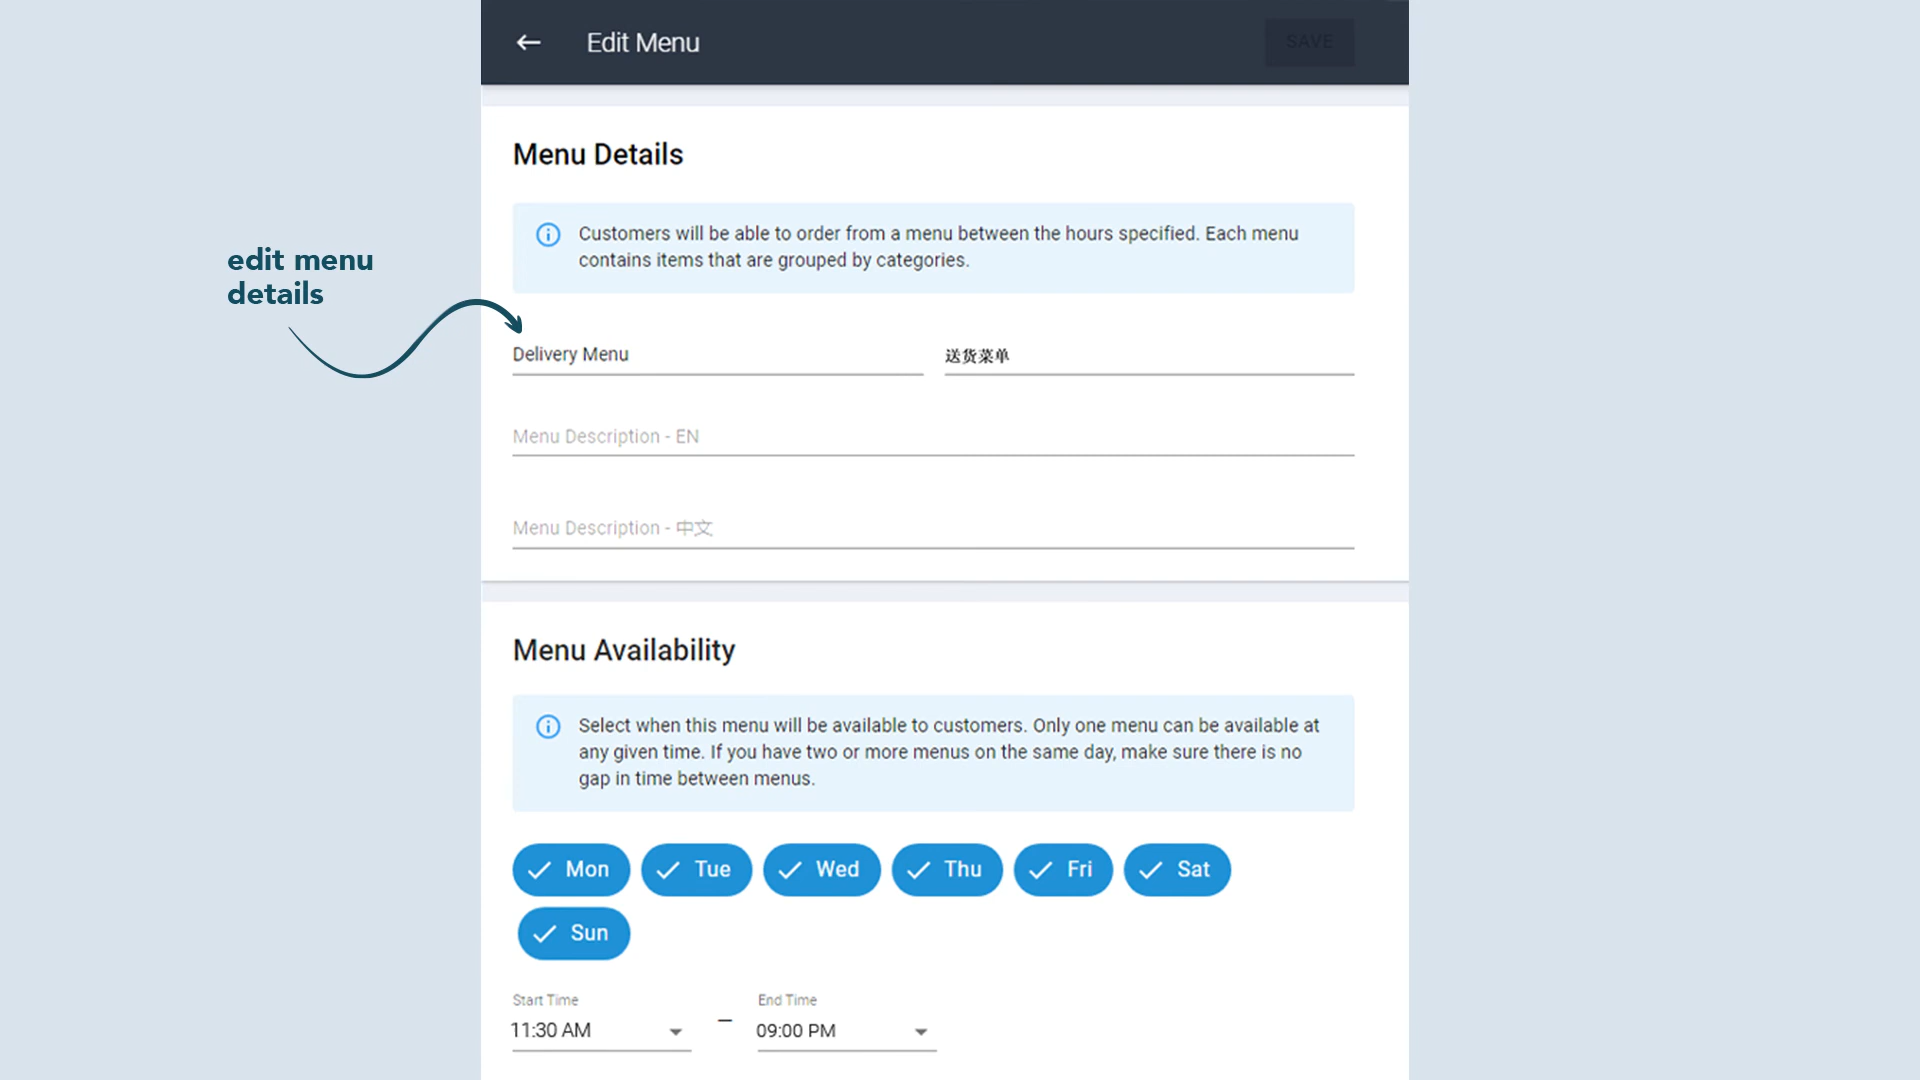 Edit Menu
SAVE
Menu Details
Customers will be able to order from a menu between the hours specified. Each menu
contains items that are grouped by categories.
edit menu
details
Delivery Menu
送货菜单
Menu Description - EN
Menu Description - 中文
Menu Availability
Select when this menu will be available to customers. Only one menu can be available at
any given time. If you have two or more menus on the same day, make sure there is no
gap in time between menus.
Mon Tue Wed Thu Fri Sat
Sun
Start Time
11:30 AM
–
End Time
09:00 PM